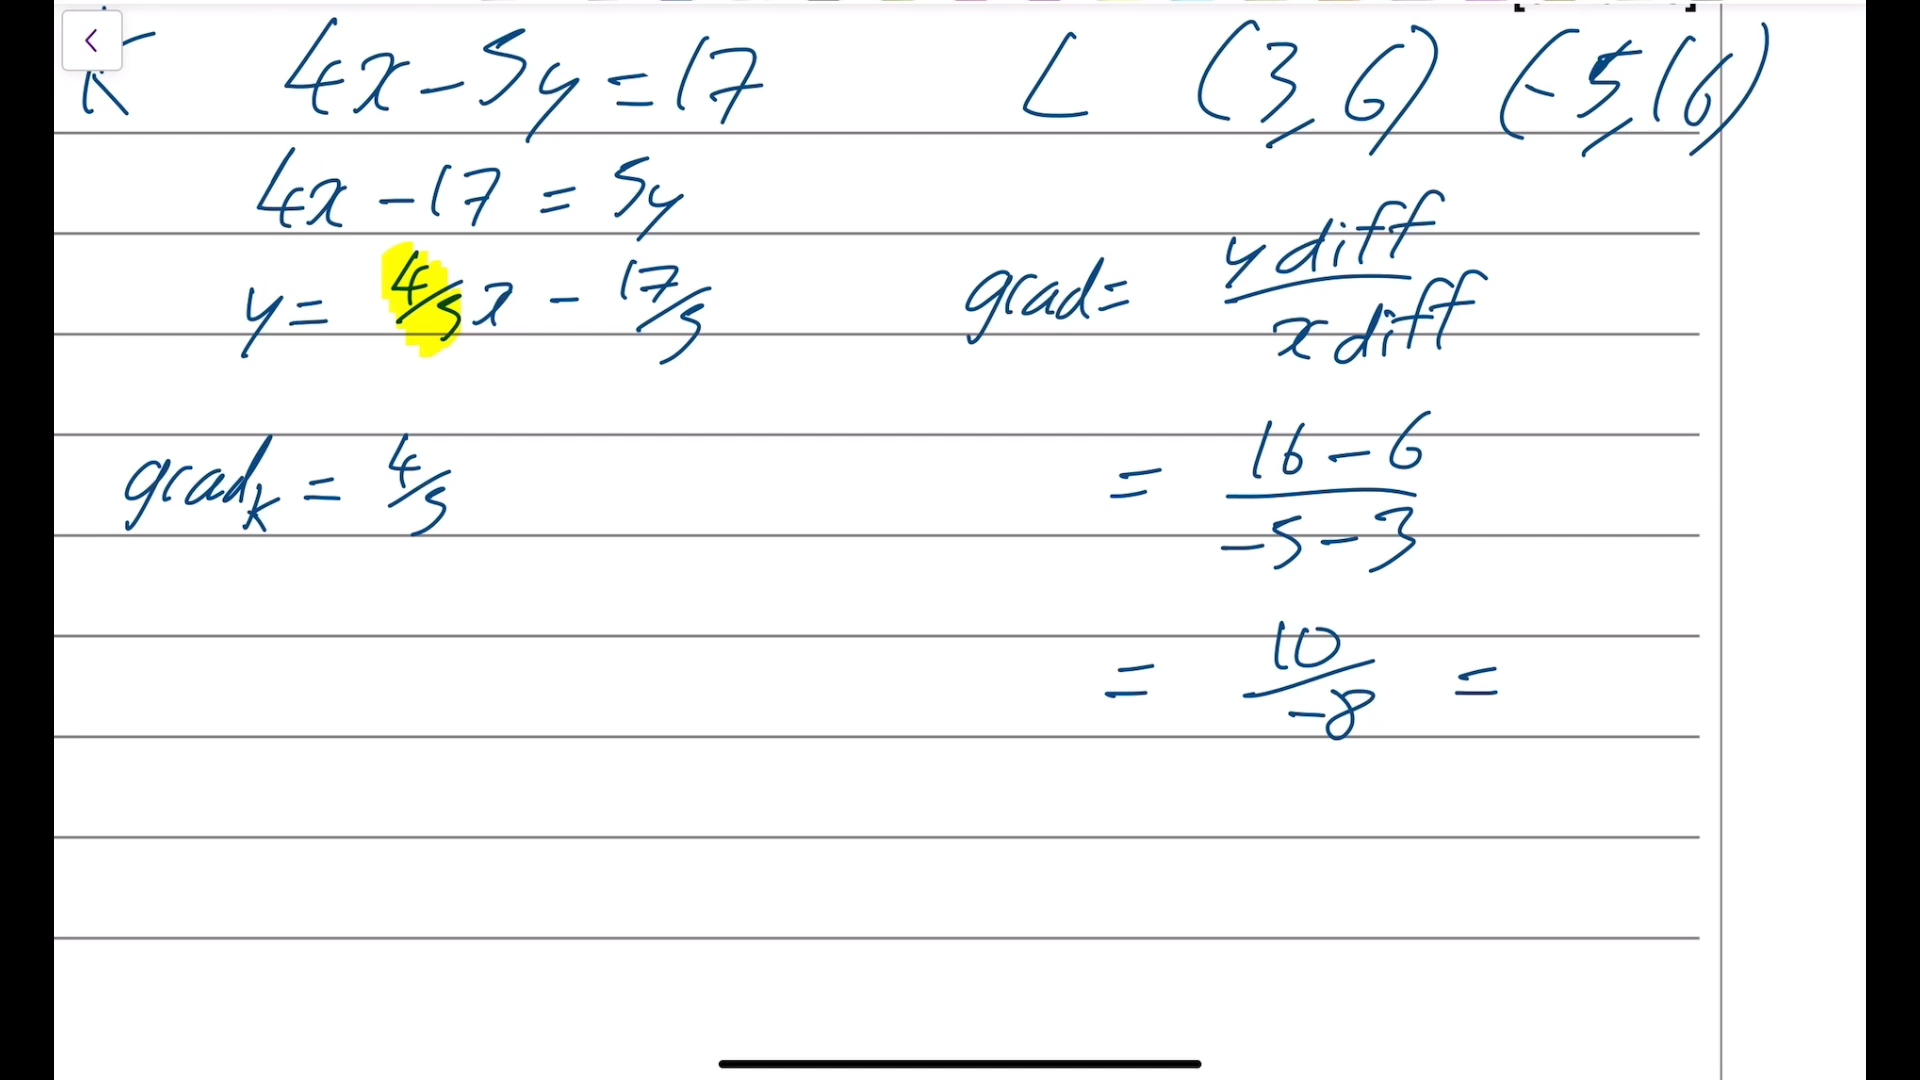 K 4x - 5y = 17
4x - 17 = 5y
y = 4/5x - 17/5
grad_k = 4/5
L (3, 6) (-5, 16)
grad = y diff / x diff
= 16 - 6 / -5 - 3
= 10 / -8 =